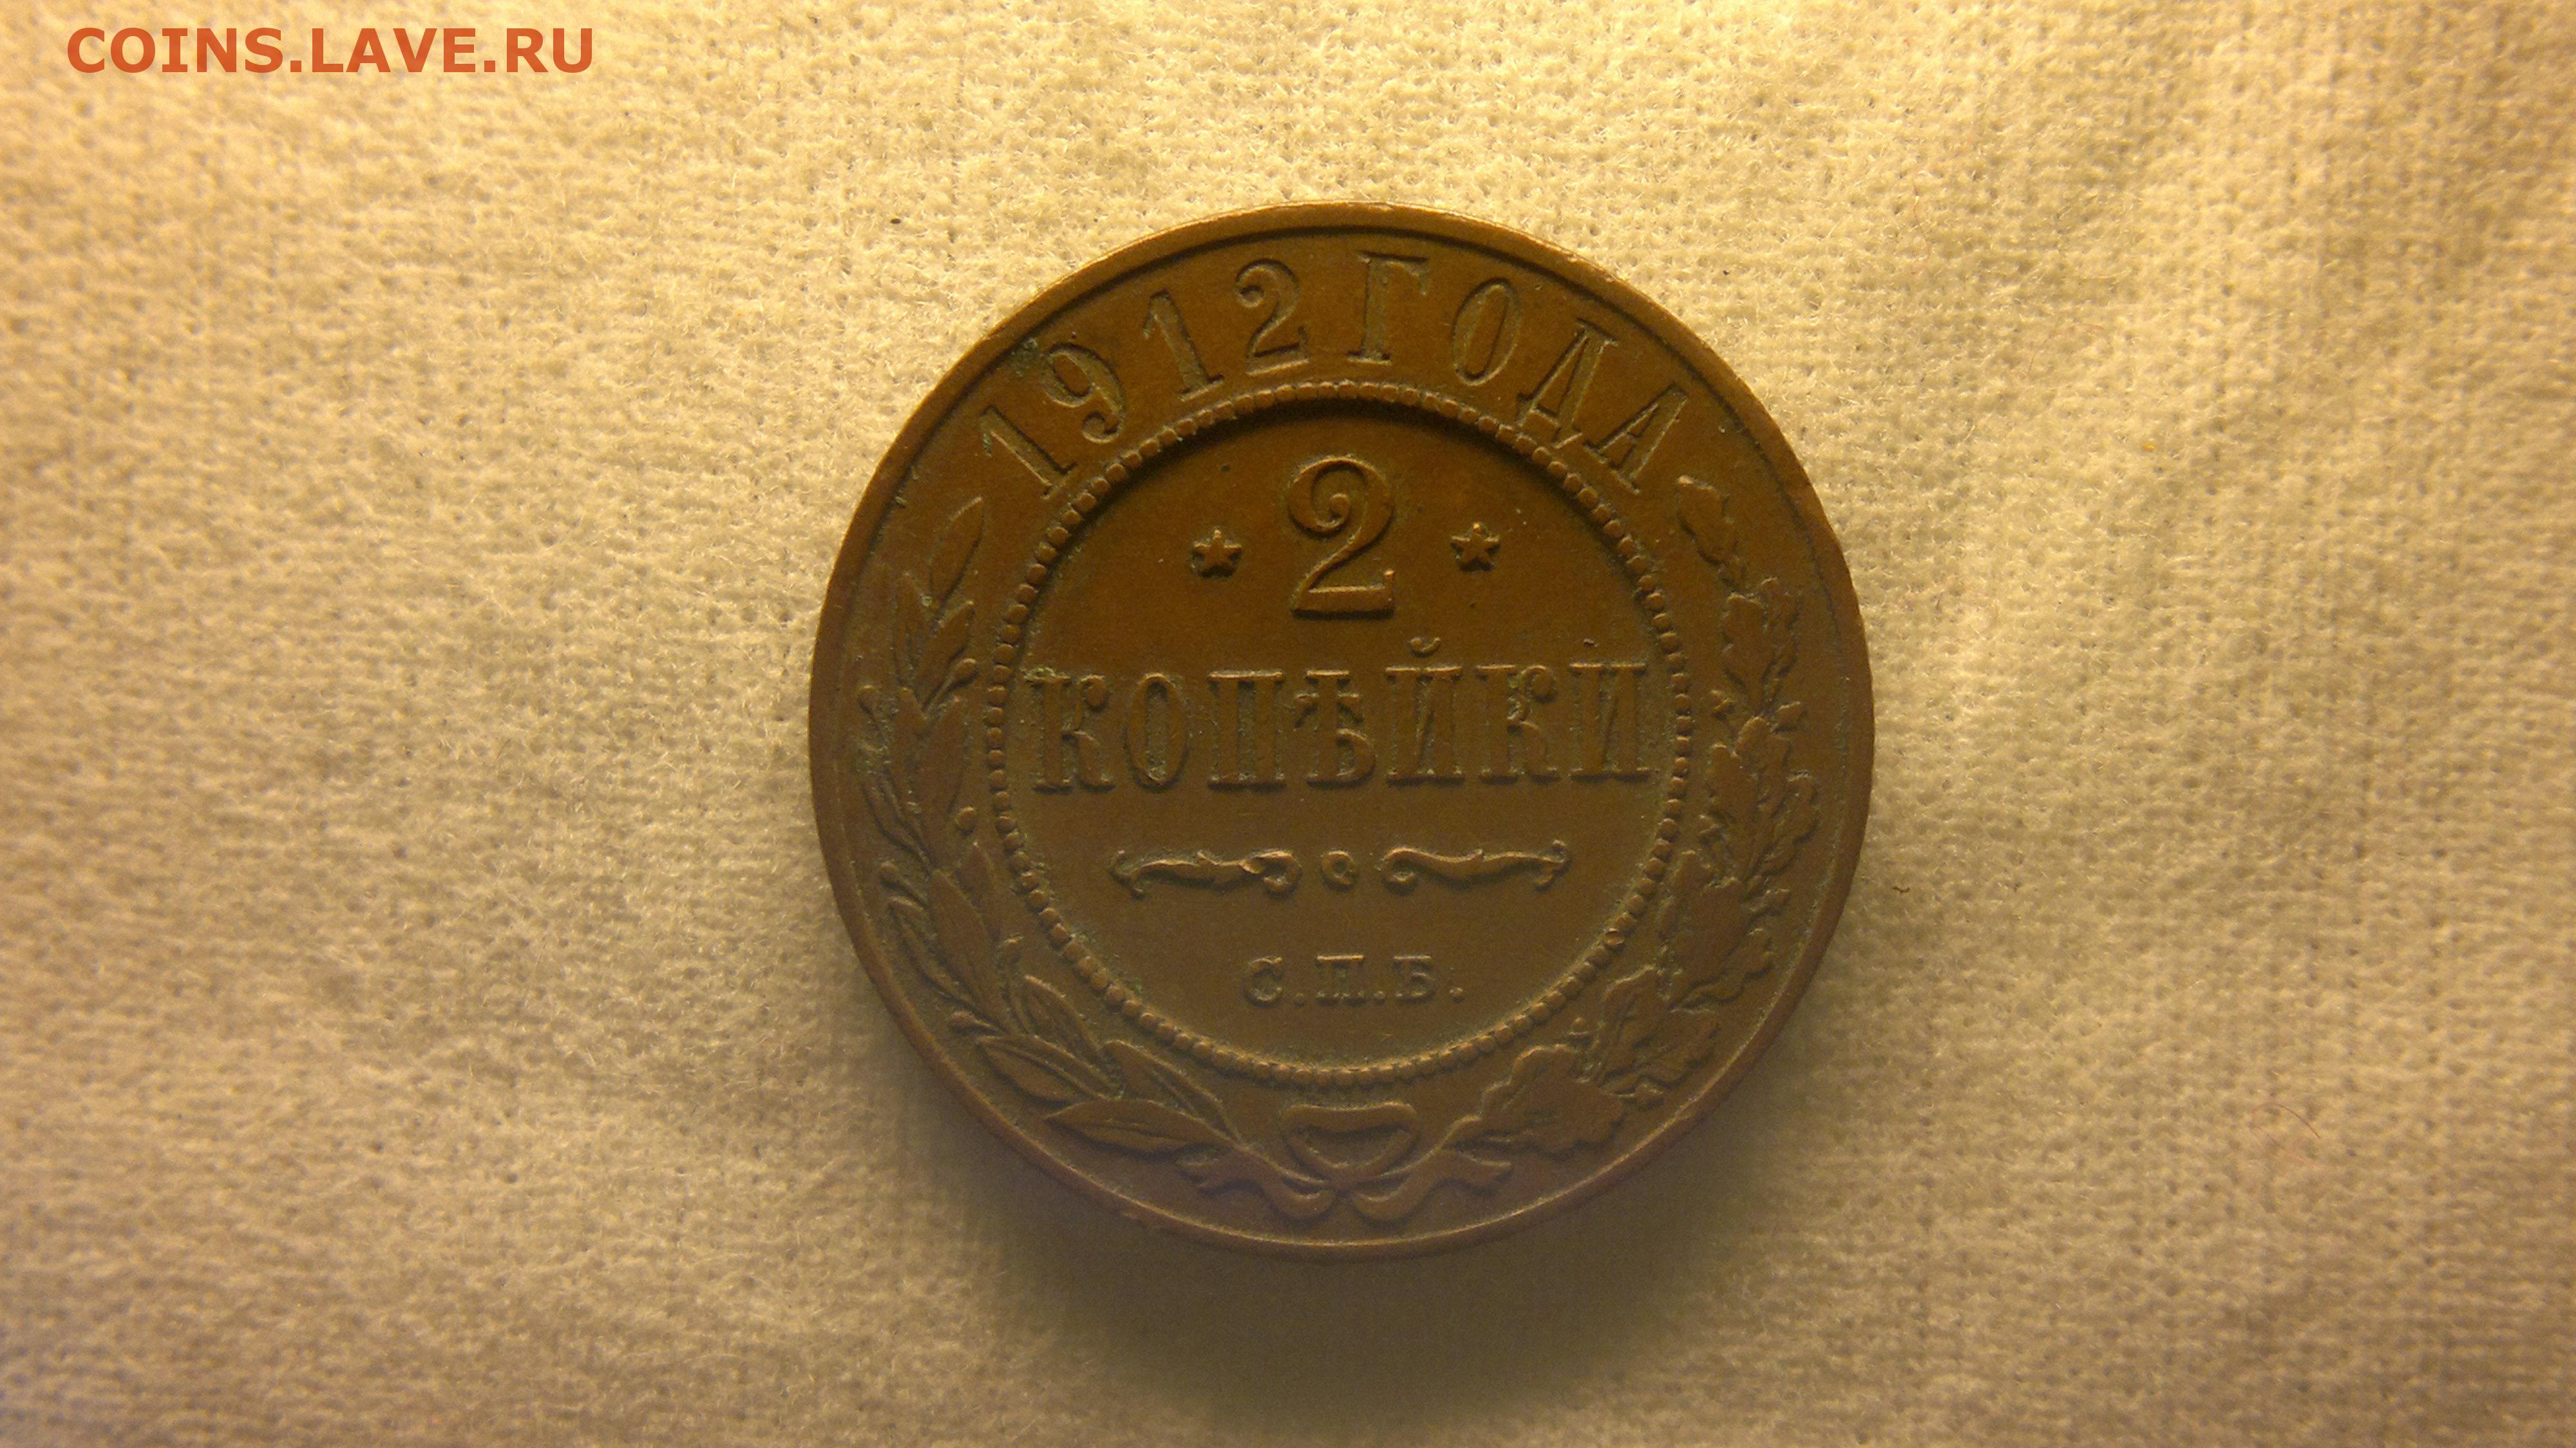 COINS.LAVE.RU
1912 ГОДА
2
КОПѢЙКИ
С.П.Б.